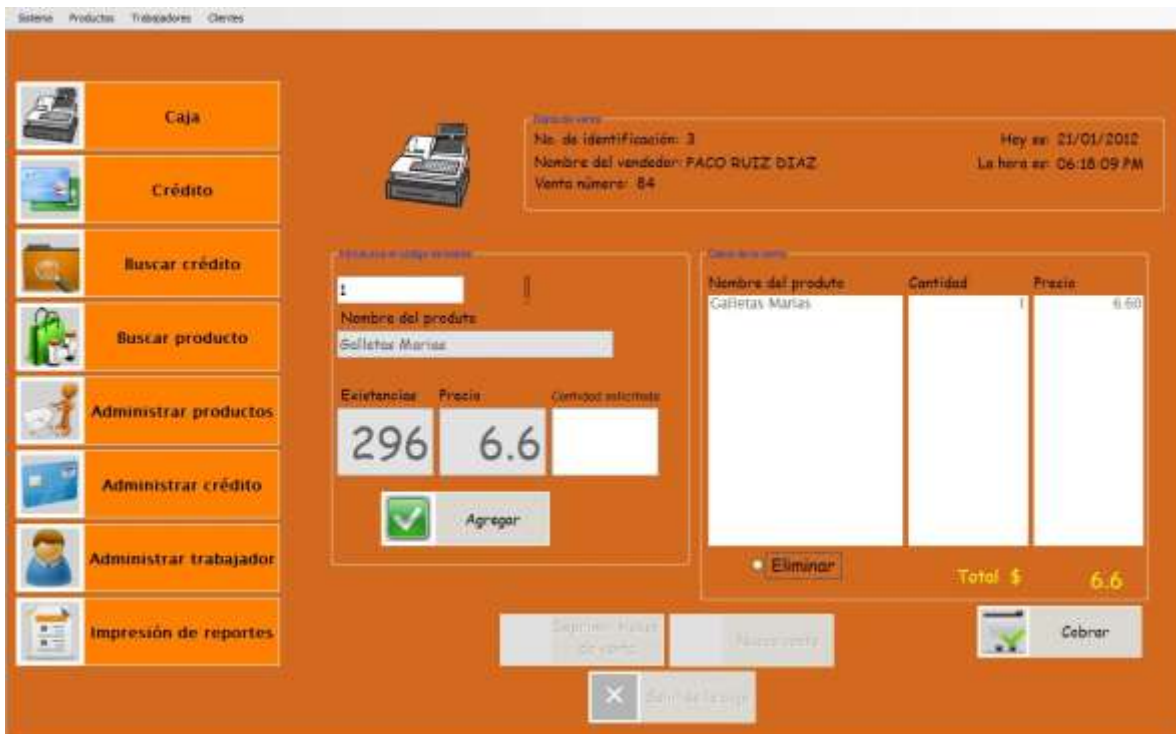 Sistema Productos Trabajadores Clientes
Caja
Crédito
Buscar crédito
Buscar producto
Administrar productos
Administrar crédito
Administrar trabajador
Impresión de reportes
No. de identificación: 3
Nombre del vendedor: PACO RUIZ DIAZ
Venta número: 84
Hoy es: 21/01/2012
La hora es: 06:18:09 PM
1
Nombre del produto
Galletas Marias
Existencias Precio Cantidad solicitada
296 6.6
Agregar
Nombre del produto Cantidad Precio
Galletas Marias 1 6.60
Eliminar
Total $ 6.6
Cobrar
Nueva venta